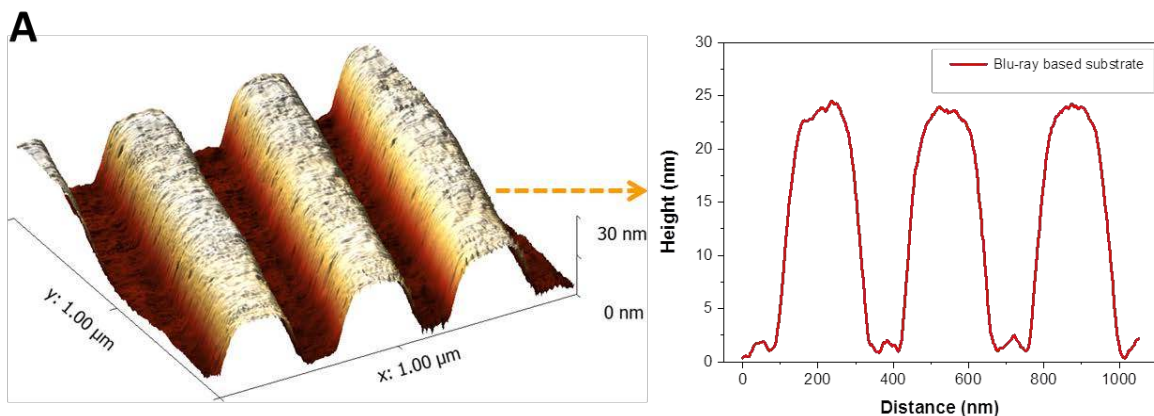 A
30 nm
0 nm
y: 1.00 µm
x: 1.00 µm
Blu-ray based substrate
30
25
20
15
10
5
0
Height (nm)
0 200 400 600 800 1000
Distance (nm)